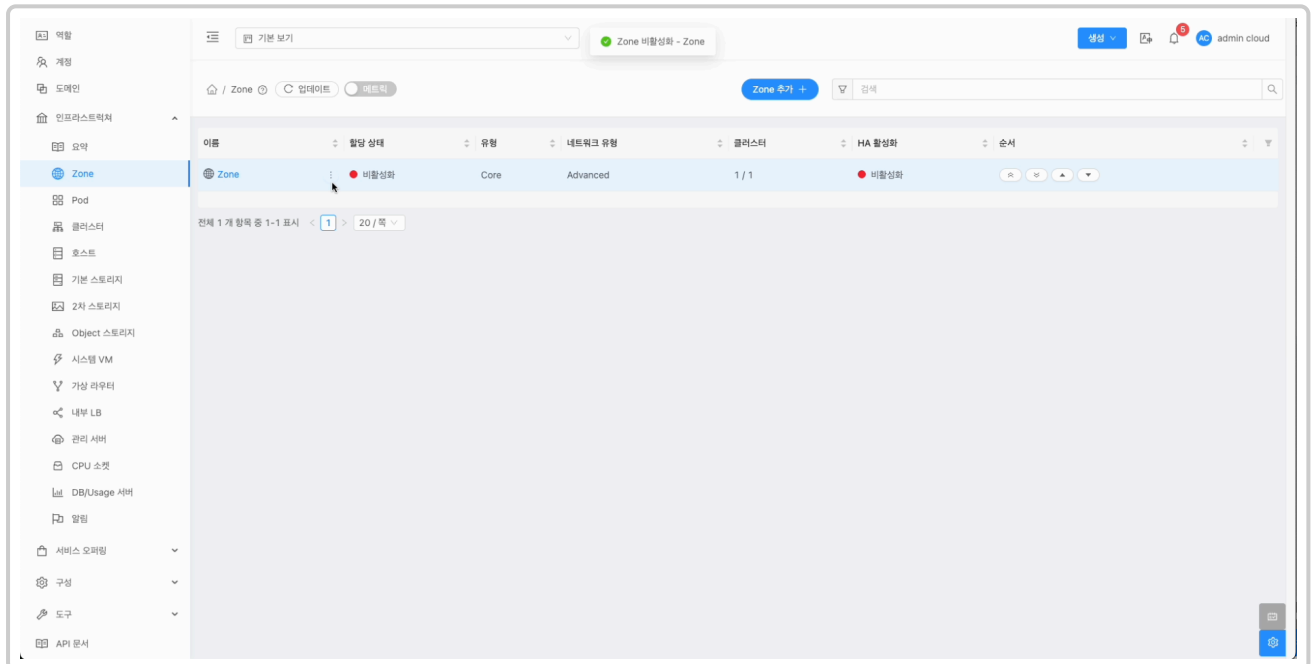 역할
기본 보기
Zone 비활성화 - Zone
생성
5
AC
admin cloud
계정
도메인
/ Zone
업데이트
메트릭
Zone 추가 +
검색
인프라스트럭쳐
요약
Zone
Pod
클러스터
호스트
기본 스토리지
2차 스토리지
Object 스토리지
시스템 VM
가상 라우터
내부 LB
관리 서버
CPU 소켓
DB/Usage 서버
알림
서비스 오퍼링
구성
도구
API 문서
이름 할당 상태 유형 네트워크 유형 클러스터 HA 활성화 순서
Zone 비활성화 Core Advanced 1 / 1 비활성화
전체 1 개 항목 중 1-1 표시 < 1 > 20 / 쪽